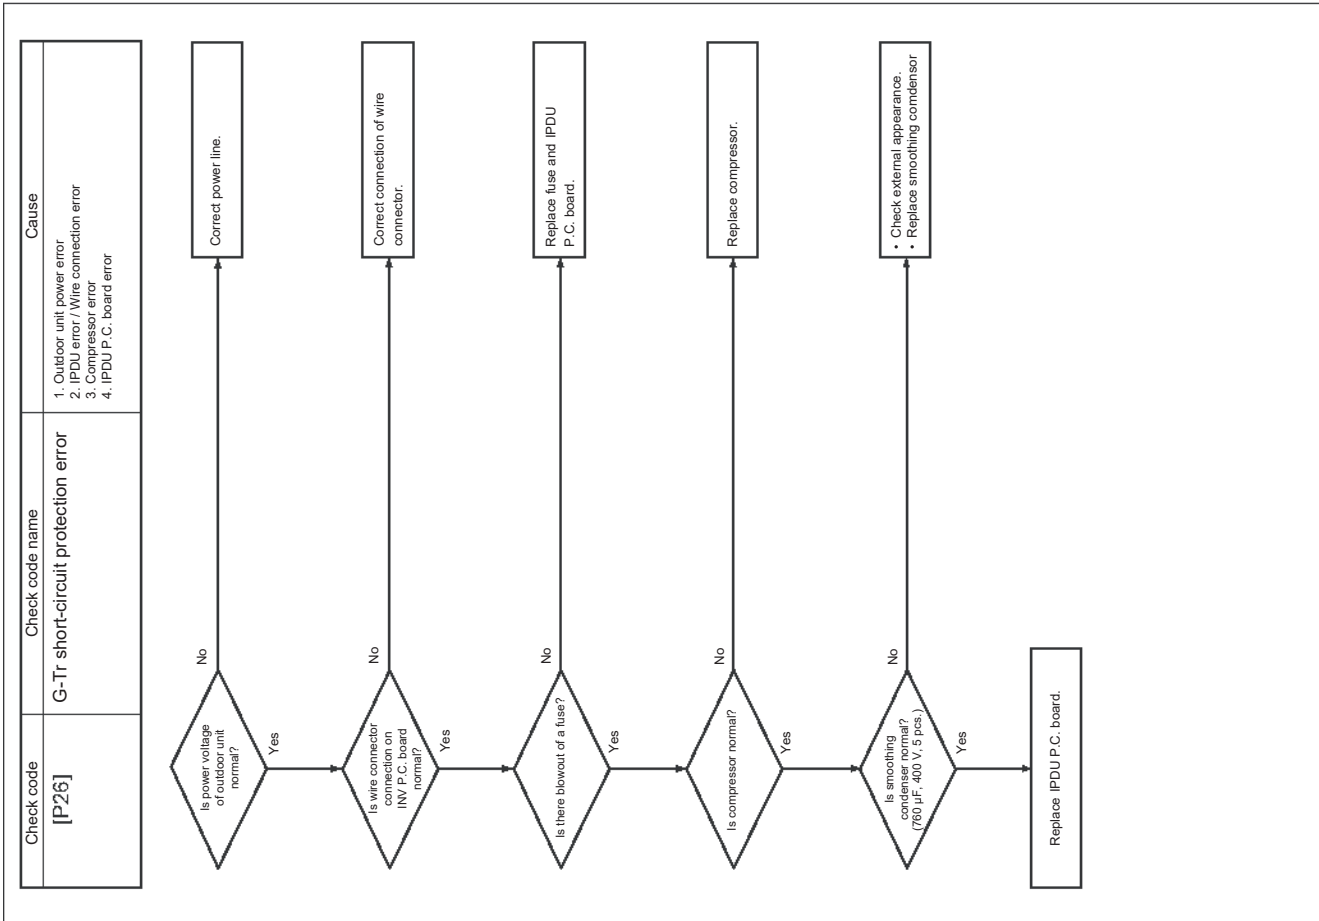 Check code
Check code name
Cause
[P26]
G-Tr short-circuit protection error
1. Outdoor unit power error
2. IPDU error / Wire connection error
3. Compressor error
4. IPDU P.C. board error
Is power voltage
of outdoor unit
normal?
No
Correct power line.
Yes
Is wire connector
connection on
INV P.C. board
normal?
No
Correct connection of wire
connector.
Yes
Is there blowout of a fuse?
No
Replace fuse and IPDU
P.C. board.
Yes
Is compressor normal?
No
Replace compressor.
Yes
Is smoothing
condenser normal?
(760 µF, 400 V, 5 pcs.)
No
• Check external appearance.
• Replace smoothing comdensor
Yes
Replace IPDU P.C. board.